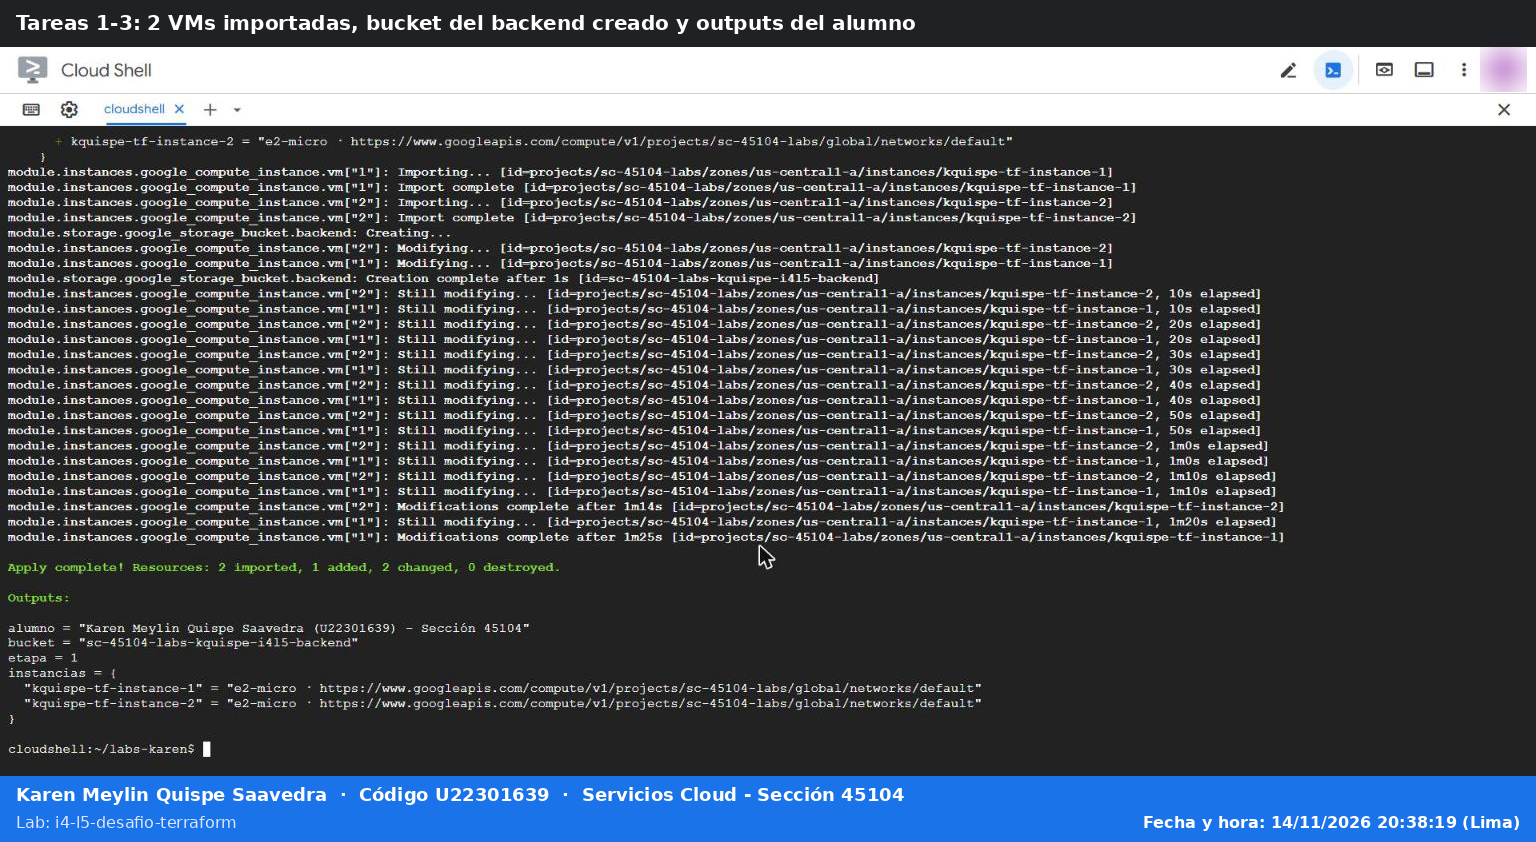 Tareas 1-3: 2 VMs importadas, bucket del backend creado y outputs del alumno
Cloud Shell
cloudshell
+ kquispe-tf-instance-2 = "e2-micro · https://www.googleapis.com/compute/v1/projects/sc-45104-labs/global/networks/default"
}
module.instances.google_compute_instance.vm["1"]: Importing... [id=projects/sc-45104-labs/zones/us-central1-a/instances/kquispe-tf-instance-1]
module.instances.google_compute_instance.vm["1"]: Import complete [id=projects/sc-45104-labs/zones/us-central1-a/instances/kquispe-tf-instance-1]
module.instances.google_compute_instance.vm["2"]: Importing... [id=projects/sc-45104-labs/zones/us-central1-a/instances/kquispe-tf-instance-2]
module.instances.google_compute_instance.vm["2"]: Import complete [id=projects/sc-45104-labs/zones/us-central1-a/instances/kquispe-tf-instance-2]
module.storage.google_storage_bucket.backend: Creating...
module.instances.google_compute_instance.vm["2"]: Modifying... [id=projects/sc-45104-labs/zones/us-central1-a/instances/kquispe-tf-instance-2]
module.instances.google_compute_instance.vm["1"]: Modifying... [id=projects/sc-45104-labs/zones/us-central1-a/instances/kquispe-tf-instance-1]
module.storage.google_storage_bucket.backend: Creation complete after 1s [id=sc-45104-labs-kquispe-i4l5-backend]
module.instances.google_compute_instance.vm["2"]: Still modifying... [id=projects/sc-45104-labs/zones/us-central1-a/instances/kquispe-tf-instance-2, 10s elapsed]
module.instances.google_compute_instance.vm["1"]: Still modifying... [id=projects/sc-45104-labs/zones/us-central1-a/instances/kquispe-tf-instance-1, 10s elapsed]
module.instances.google_compute_instance.vm["2"]: Still modifying... [id=projects/sc-45104-labs/zones/us-central1-a/instances/kquispe-tf-instance-2, 20s elapsed]
module.instances.google_compute_instance.vm["1"]: Still modifying... [id=projects/sc-45104-labs/zones/us-central1-a/instances/kquispe-tf-instance-1, 20s elapsed]
module.instances.google_compute_instance.vm["2"]: Still modifying... [id=projects/sc-45104-labs/zones/us-central1-a/instances/kquispe-tf-instance-2, 30s elapsed]
module.instances.google_compute_instance.vm["1"]: Still modifying... [id=projects/sc-45104-labs/zones/us-central1-a/instances/kquispe-tf-instance-1, 30s elapsed]
module.instances.google_compute_instance.vm["2"]: Still modifying... [id=projects/sc-45104-labs/zones/us-central1-a/instances/kquispe-tf-instance-2, 40s elapsed]
module.instances.google_compute_instance.vm["1"]: Still modifying... [id=projects/sc-45104-labs/zones/us-central1-a/instances/kquispe-tf-instance-1, 40s elapsed]
module.instances.google_compute_instance.vm["2"]: Still modifying... [id=projects/sc-45104-labs/zones/us-central1-a/instances/kquispe-tf-instance-2, 50s elapsed]
module.instances.google_compute_instance.vm["1"]: Still modifying... [id=projects/sc-45104-labs/zones/us-central1-a/instances/kquispe-tf-instance-1, 50s elapsed]
module.instances.google_compute_instance.vm["2"]: Still modifying... [id=projects/sc-45104-labs/zones/us-central1-a/instances/kquispe-tf-instance-2, 1m0s elapsed]
module.instances.google_compute_instance.vm["1"]: Still modifying... [id=projects/sc-45104-labs/zones/us-central1-a/instances/kquispe-tf-instance-1, 1m0s elapsed]
module.instances.google_compute_instance.vm["2"]: Still modifying... [id=projects/sc-45104-labs/zones/us-central1-a/instances/kquispe-tf-instance-2, 1m10s elapsed]
module.instances.google_compute_instance.vm["1"]: Still modifying... [id=projects/sc-45104-labs/zones/us-central1-a/instances/kquispe-tf-instance-1, 1m10s elapsed]
module.instances.google_compute_instance.vm["2"]: Modifications complete after 1m14s [id=projects/sc-45104-labs/zones/us-central1-a/instances/kquispe-tf-instance-2]
module.instances.google_compute_instance.vm["1"]: Still modifying... [id=projects/sc-45104-labs/zones/us-central1-a/instances/kquispe-tf-instance-1, 1m20s elapsed]
module.instances.google_compute_instance.vm["1"]: Modifications complete after 1m25s [id=projects/sc-45104-labs/zones/us-central1-a/instances/kquispe-tf-instance-1]
Apply complete! Resources: 2 imported, 1 added, 2 changed, 0 destroyed.
Outputs:
alumno = "Karen Meylin Quispe Saavedra (U22301639) - Sección 45104"
bucket = "sc-45104-labs-kquispe-i4l5-backend"
etapa = 1
instancias = {
"kquispe-tf-instance-1" = "e2-micro · https://www.googleapis.com/compute/v1/projects/sc-45104-labs/global/networks/default"
"kquispe-tf-instance-2" = "e2-micro · https://www.googleapis.com/compute/v1/projects/sc-45104-labs/global/networks/default"
}
cloudshell:~/labs-karen$
Karen Meylin Quispe Saavedra · Código U22301639 · Servicios Cloud - Sección 45104
Lab: i4-l5-desafio-terraform
Fecha y hora: 14/11/2026 20:38:19 (Lima)